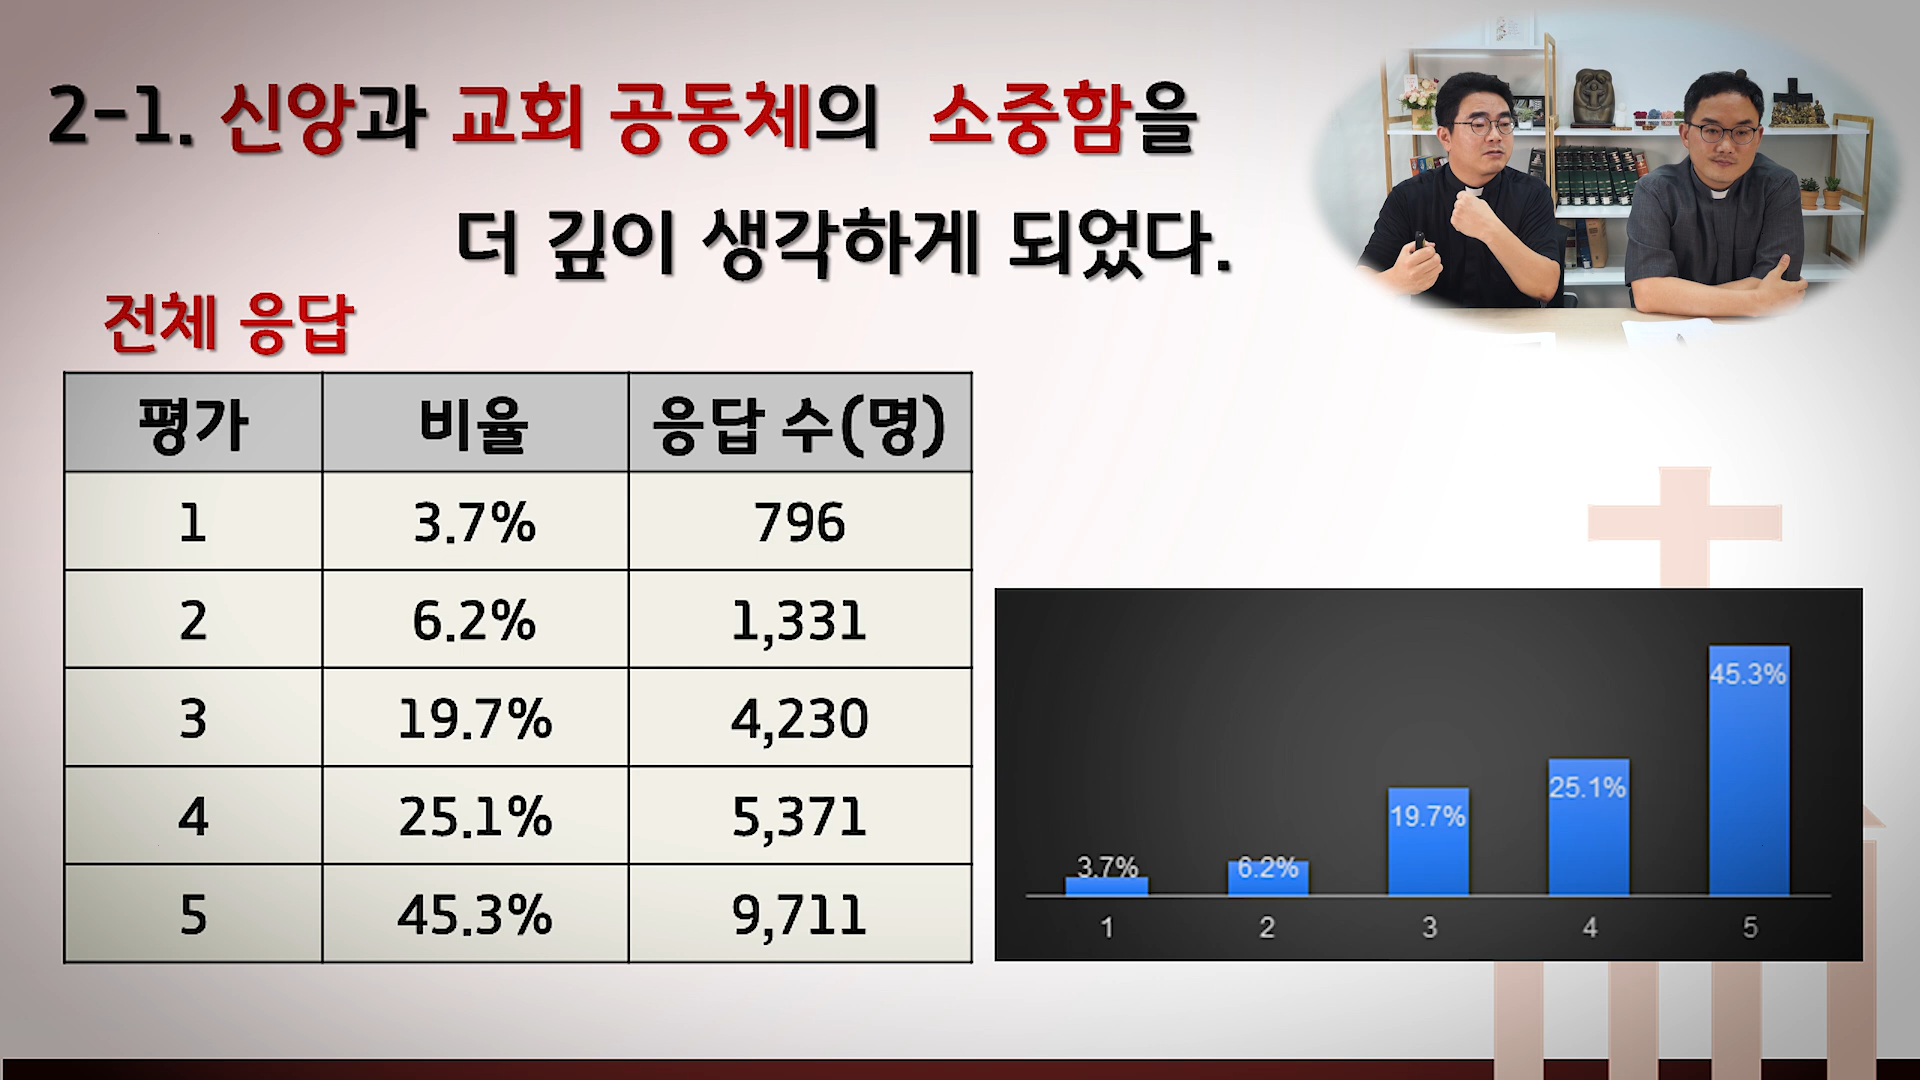 2-1. 신앙과 교회 공동체의 소중함을
더 깊이 생각하게 되었다.
전체 응답
평가 비율 응답 수(명)
1 3.7% 796
2 6.2% 1,331
3 19.7% 4,230
4 25.1% 5,371
5 45.3% 9,711
3.7% 6.2% 19.7% 25.1% 45.3%
1 2 3 4 5